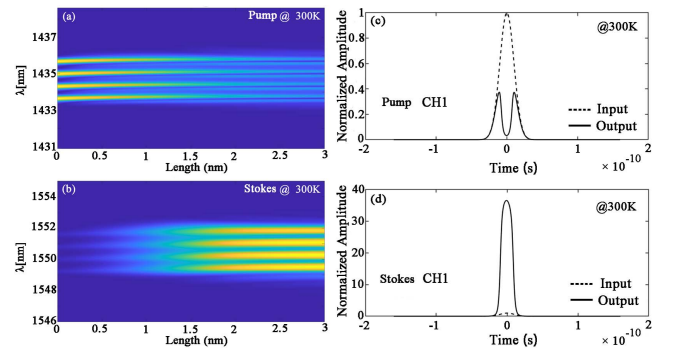 (a)
Pump @ 300K
1437
1435
1433
1431
λ[nm]
0 0.5 1 1.5 2 2.5 3
Length (nm)
(b)
Stokes @ 300K
1554
1552
1550
1548
1546
λ[nm]
0 0.5 1 1.5 2 2.5 3
Length (nm)
(c)
@300K
Normalized Amplitude
1
0.8
0.6
0.4
0.2
0
Pump CH1
Input
Output
-2 -1 0 1 2
Time (s)
× 10⁻¹⁰
(d)
@300K
Normalized Amplitude
40
30
20
10
0
Stokes CH1
Input
Output
-2 -1 0 1 2
Time (s)
× 10⁻¹⁰